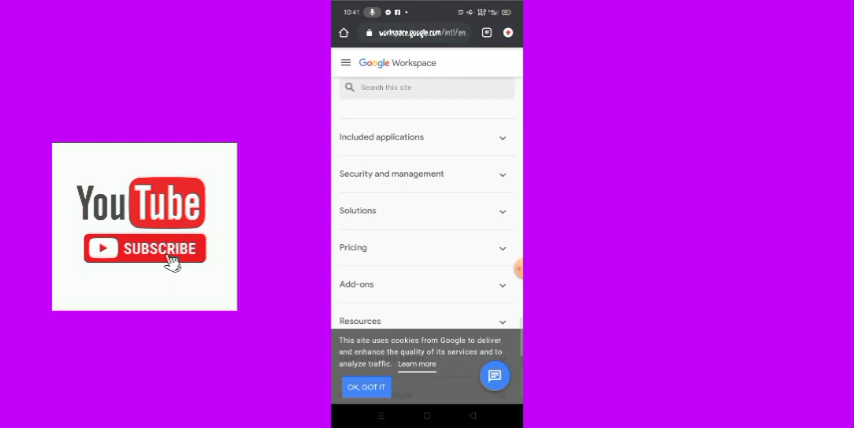 10:41
workspace.google.com/intl/en
Google Workspace
Search this site
Included applications
Security and management
Solutions
Pricing
Add-ons
Resources
This site uses cookies from Google to deliver
and enhance the quality of its services and to
analyze traffic. Learn more
OK, GOT IT
YouTube
SUBSCRIBE